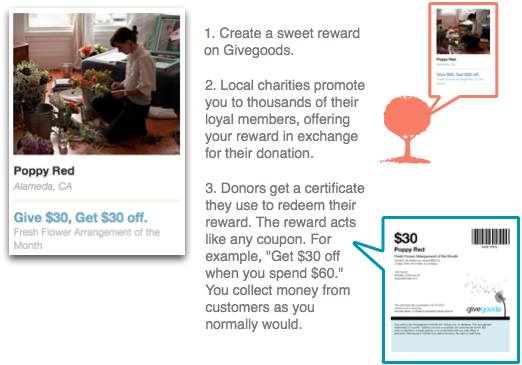 Poppy Red
Alameda, CA
Give $30, Get $30 off.
Fresh Flower Arrangement of the
Month
1. Create a sweet reward
on Givegoods.
2. Local charities promote
you to thousands of their
loyal members, offering
your reward in exchange
for their donation.
3. Donors get a certificate
they use to redeem their
reward. The reward acts
like any coupon. For
example, "Get $30 off
when you spend $60."
You collect money from
customers as you
normally would.
Poppy Red
Alameda, CA
Give $30, Get $30 off.
Fresh Flower Arrangement of the
Month
$30
Poppy Red
Fresh Flower Arrangement of the Month
givegoods